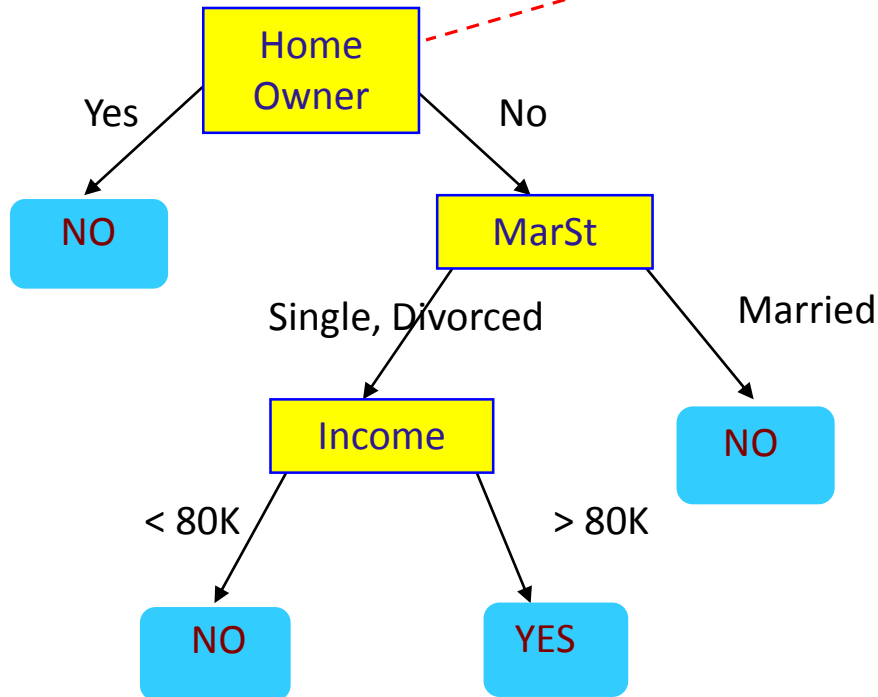 Home
Owner
Yes
No
NO
MarSt
Single, Divorced
Married
Income
NO
< 80K
> 80K
NO
YES